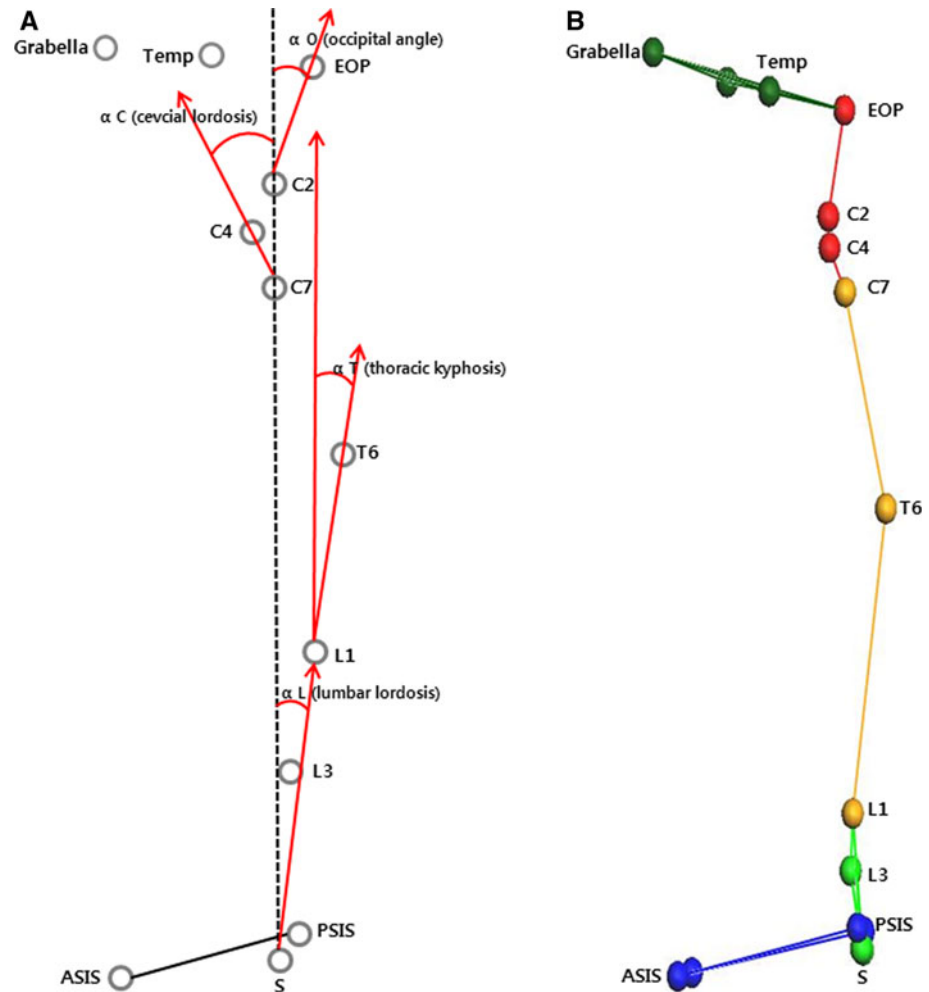 A
α O (occipital angle)
Grabella
Temp
EOP
α C (cevcial lordosis)
C2
C4
C7
α T (thoracic kyphosis)
T6
L1
α L (lumbar lordosis)
L3
PSIS
ASIS
S
B
Grabella
Temp
EOP
C2
C4
C7
T6
L1
L3
PSIS
ASIS
S